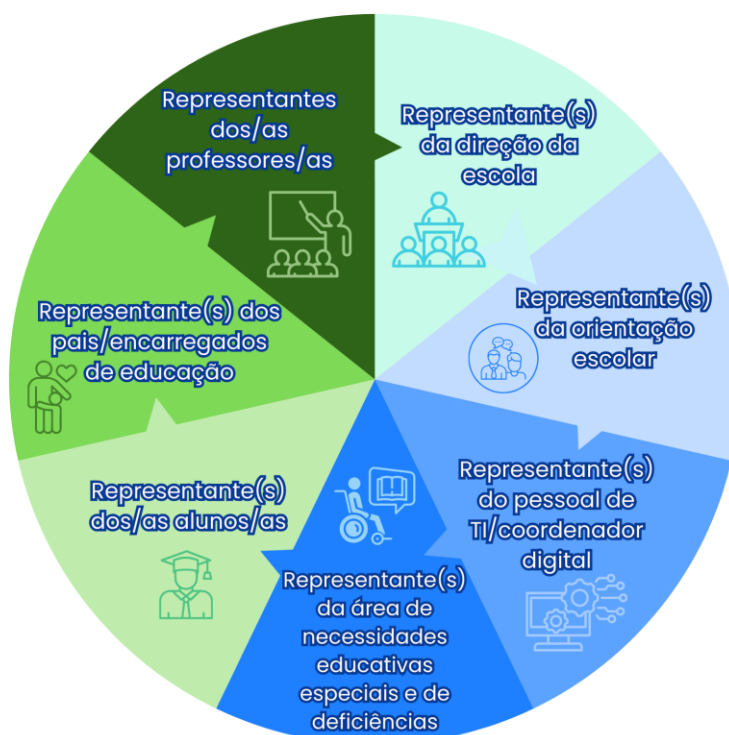 Representantes
dos/as
professores/as
Representante(s)
da direção da
escola
Representante(s)
da orientação
escolar
Representante(s)
do pessoal de
TI/coordenador
digital
Representante(s)
da área de
necessidades
educativas
especiais e de
deficiências
Representante(s)
dos/as alunos/as
Representante(s) dos
pais/encarregados
de educação